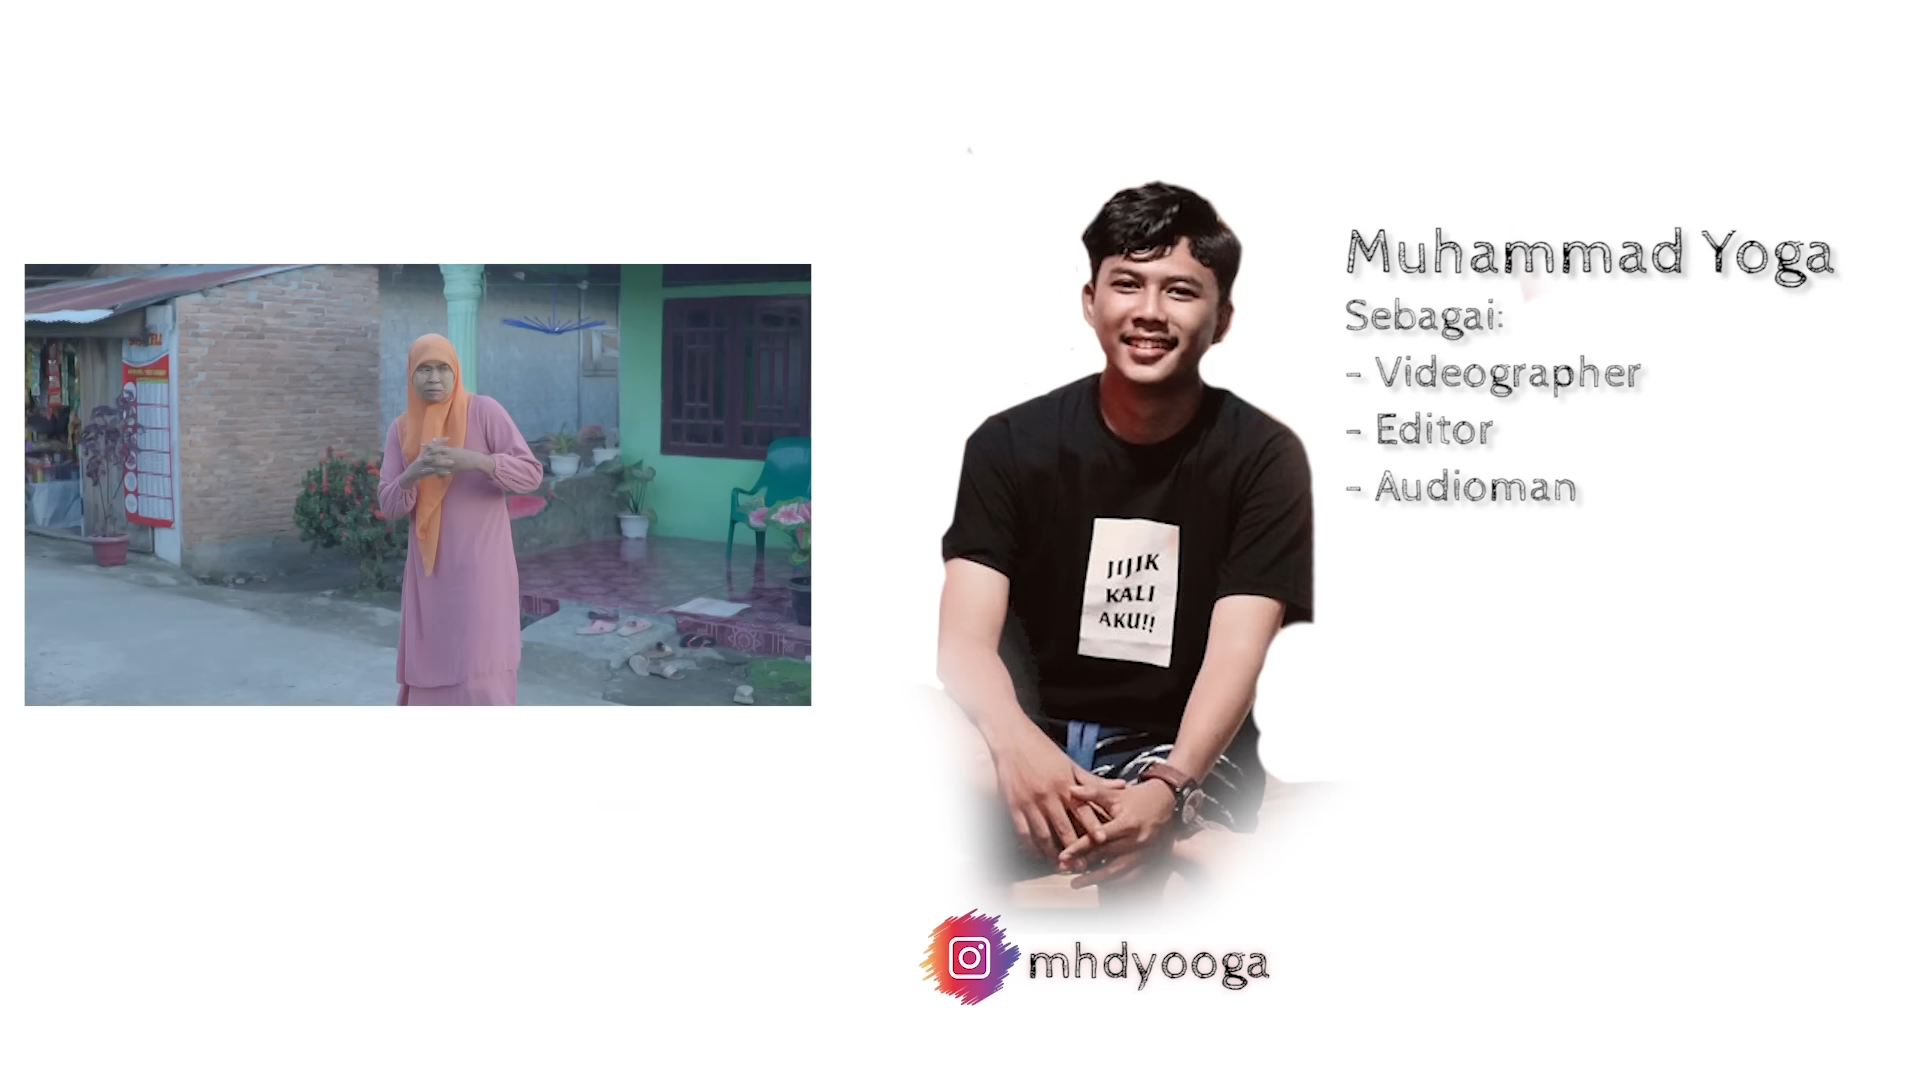 Muhammad Yoga
Sebagai:
- Videographer
- Editor
- Audioman
JIJIK
KALI
AKU!!
mhdyooga